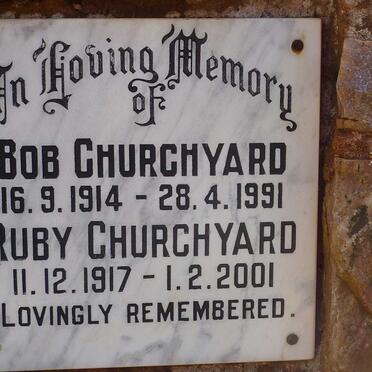 In Loving Memory
of
BOB CHURCHYARD
16.9.1914 - 28.4.1991
RUBY CHURCHYARD
11.12.1917 - 1.2.2001
LOVINGLY REMEMBERED.